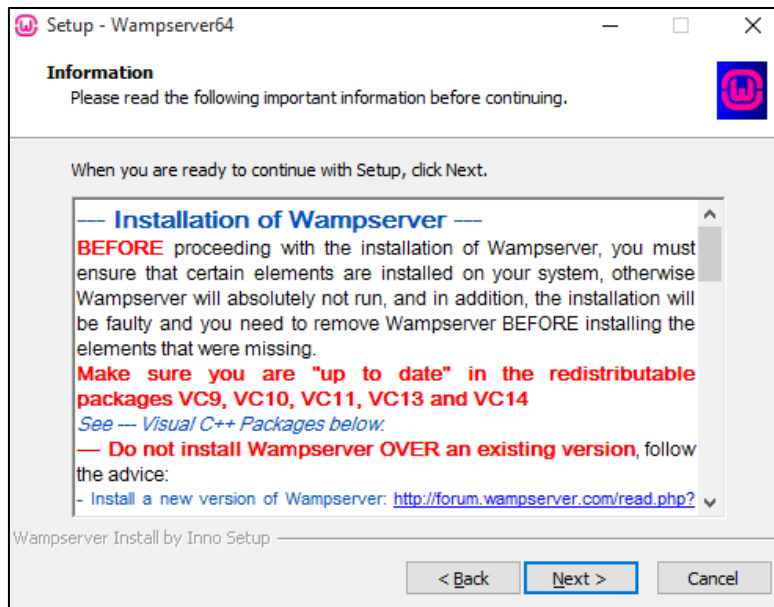 Setup - Wampserver64
Information
Please read the following important information before continuing.
When you are ready to continue with Setup, click Next.
--- Installation of Wampserver ---
BEFORE proceeding with the installation of Wampserver, you must
ensure that certain elements are installed on your system, otherwise
Wampserver will absolutely not run, and in addition, the installation will
be faulty and you need to remove Wampserver BEFORE installing the
elements that were missing.
Make sure you are "up to date" in the redistributable
packages VC9, VC10, VC11, VC13 and VC14
See --- Visual C++ Packages below.
--- Do not install Wampserver OVER an existing version, follow
the advice:
- Install a new version of Wampserver: http://forum.wampserver.com/read.php?
Wampserver Install by Inno Setup
< Back
Next >
Cancel